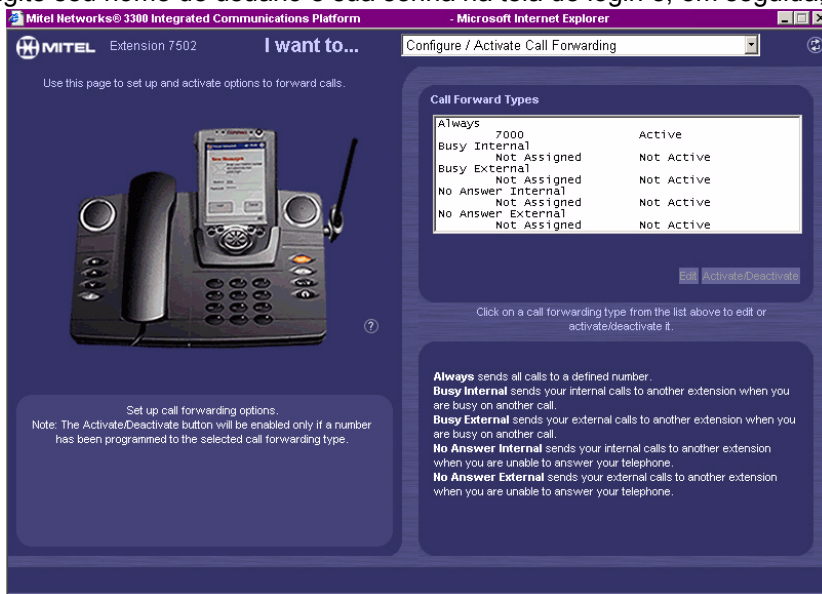 gite seu nome de usuário e sua senha na tela de login e, em seguida,
Mitel Networks® 3300 Integrated Communications Platform - Microsoft Internet Explorer
MITEL Extension 7502 I want to... Configure / Activate Call Forwarding
Use this page to set up and activate options to forward calls.
?
Set up call forwarding options.
Note: The Activate/Deactivate button will be enabled only if a number
has been programmed to the selected call forwarding type.
Call Forward Types
Always
7000 Active
Busy Internal
Not Assigned Not Active
Busy External
Not Assigned Not Active
No Answer Internal
Not Assigned Not Active
No Answer External
Not Assigned Not Active
Edit Activate/Deactivate
Click on a call forwarding type from the list above to edit or
activate/deactivate it.
Always sends all calls to a defined number.
Busy Internal sends your internal calls to another extension when you
are busy on another call.
Busy External sends your external calls to another extension when you
are busy on another call.
No Answer Internal sends your internal calls to another extension
when you are unable to answer your telephone.
No Answer External sends your external calls to another extension
when you are unable to answer your telephone.